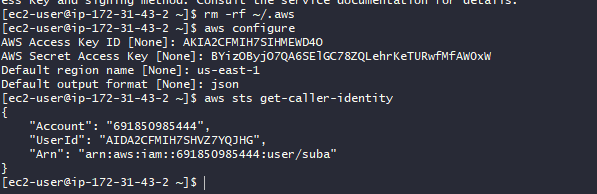 ess Key and signing method. Consult the service documentation for details.
[ec2-user@ip-172-31-43-2 ~]$ rm -rf ~/.aws
[ec2-user@ip-172-31-43-2 ~]$ aws configure
AWS Access Key ID [None]: AKIA2CFMIH7SIHMEWD4O
AWS Secret Access Key [None]: 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
Default region name [None]: us-east-1
Default output format [None]: json
[ec2-user@ip-172-31-43-2 ~]$ aws sts get-caller-identity
{
    "Account": "691850985444",
    "UserId": "AIDA2CFMIH7SHVZ7YQJHG",
    "Arn": "arn:aws:iam::691850985444:user/suba"
}
[ec2-user@ip-172-31-43-2 ~]$